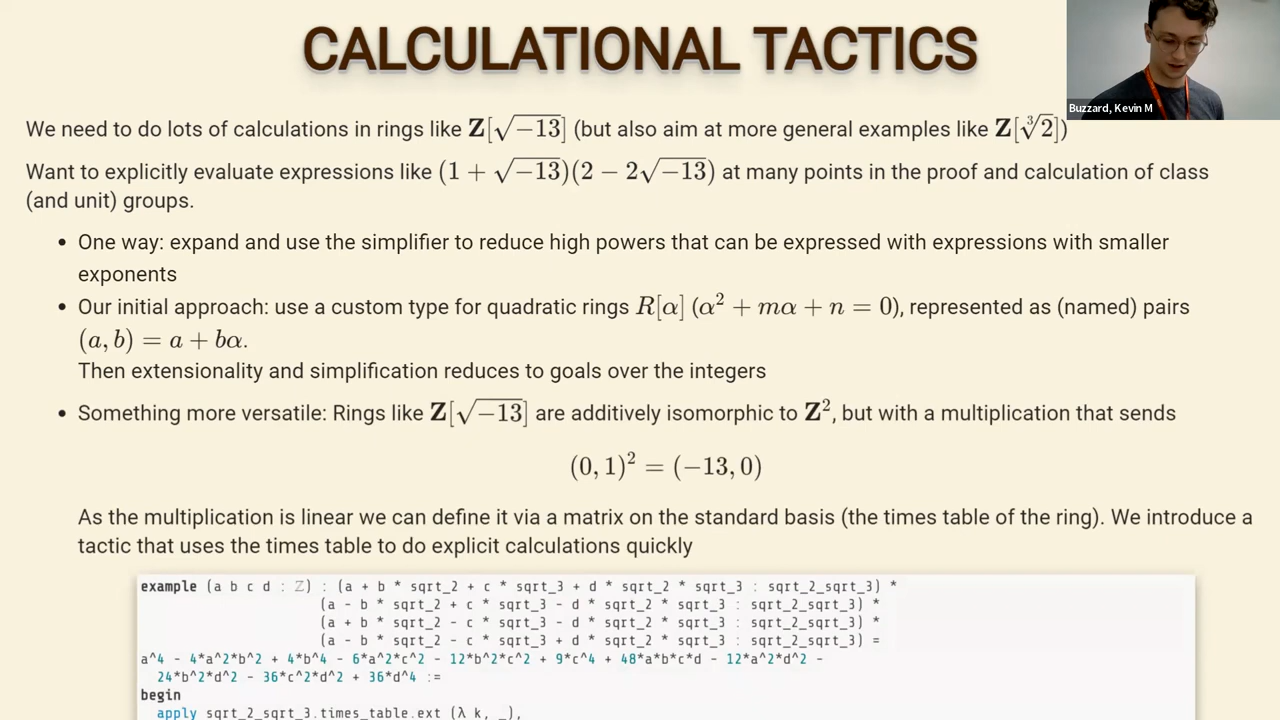 CALCULATIONAL TACTICS
Buzzard, Kevin M
We need to do lots of calculations in rings like Z[√−13] (but also aim at more general examples like Z[∛2])
Want to explicitly evaluate expressions like (1 + √−13)(2 − 2√−13) at many points in the proof and calculation of class
(and unit) groups.
• One way: expand and use the simplifier to reduce high powers that can be expressed with expressions with smaller
exponents
• Our initial approach: use a custom type for quadratic rings R[α] (α² + mα + n = 0), represented as (named) pairs
(a, b) = a + bα.
Then extensionality and simplification reduces to goals over the integers
• Something more versatile: Rings like Z[√−13] are additively isomorphic to Z², but with a multiplication that sends
(0, 1)² = (−13, 0)
As the multiplication is linear we can define it via a matrix on the standard basis (the times table of the ring). We introduce a
tactic that uses the times table to do explicit calculations quickly
example (a b c d : ℤ) : (a + b * sqrt_2 + c * sqrt_3 + d * sqrt_2 * sqrt_3 : sqrt_2_sqrt_3) *
(a - b * sqrt_2 + c * sqrt_3 - d * sqrt_2 * sqrt_3 : sqrt_2_sqrt_3) *
(a + b * sqrt_2 - c * sqrt_3 - d * sqrt_2 * sqrt_3 : sqrt_2_sqrt_3) *
(a - b * sqrt_2 - c * sqrt_3 + d * sqrt_2 * sqrt_3 : sqrt_2_sqrt_3) =
a^4 - 4*a^2*b^2 + 4*b^4 - 6*a^2*c^2 - 12*b^2*c^2 + 9*c^4 + 48*a*b*c*d - 12*a^2*d^2 -
24*b^2*d^2 - 36*c^2*d^2 + 36*d^4 :=
begin
apply sqrt_2_sqrt_3.times_table.ext (λ k, _),